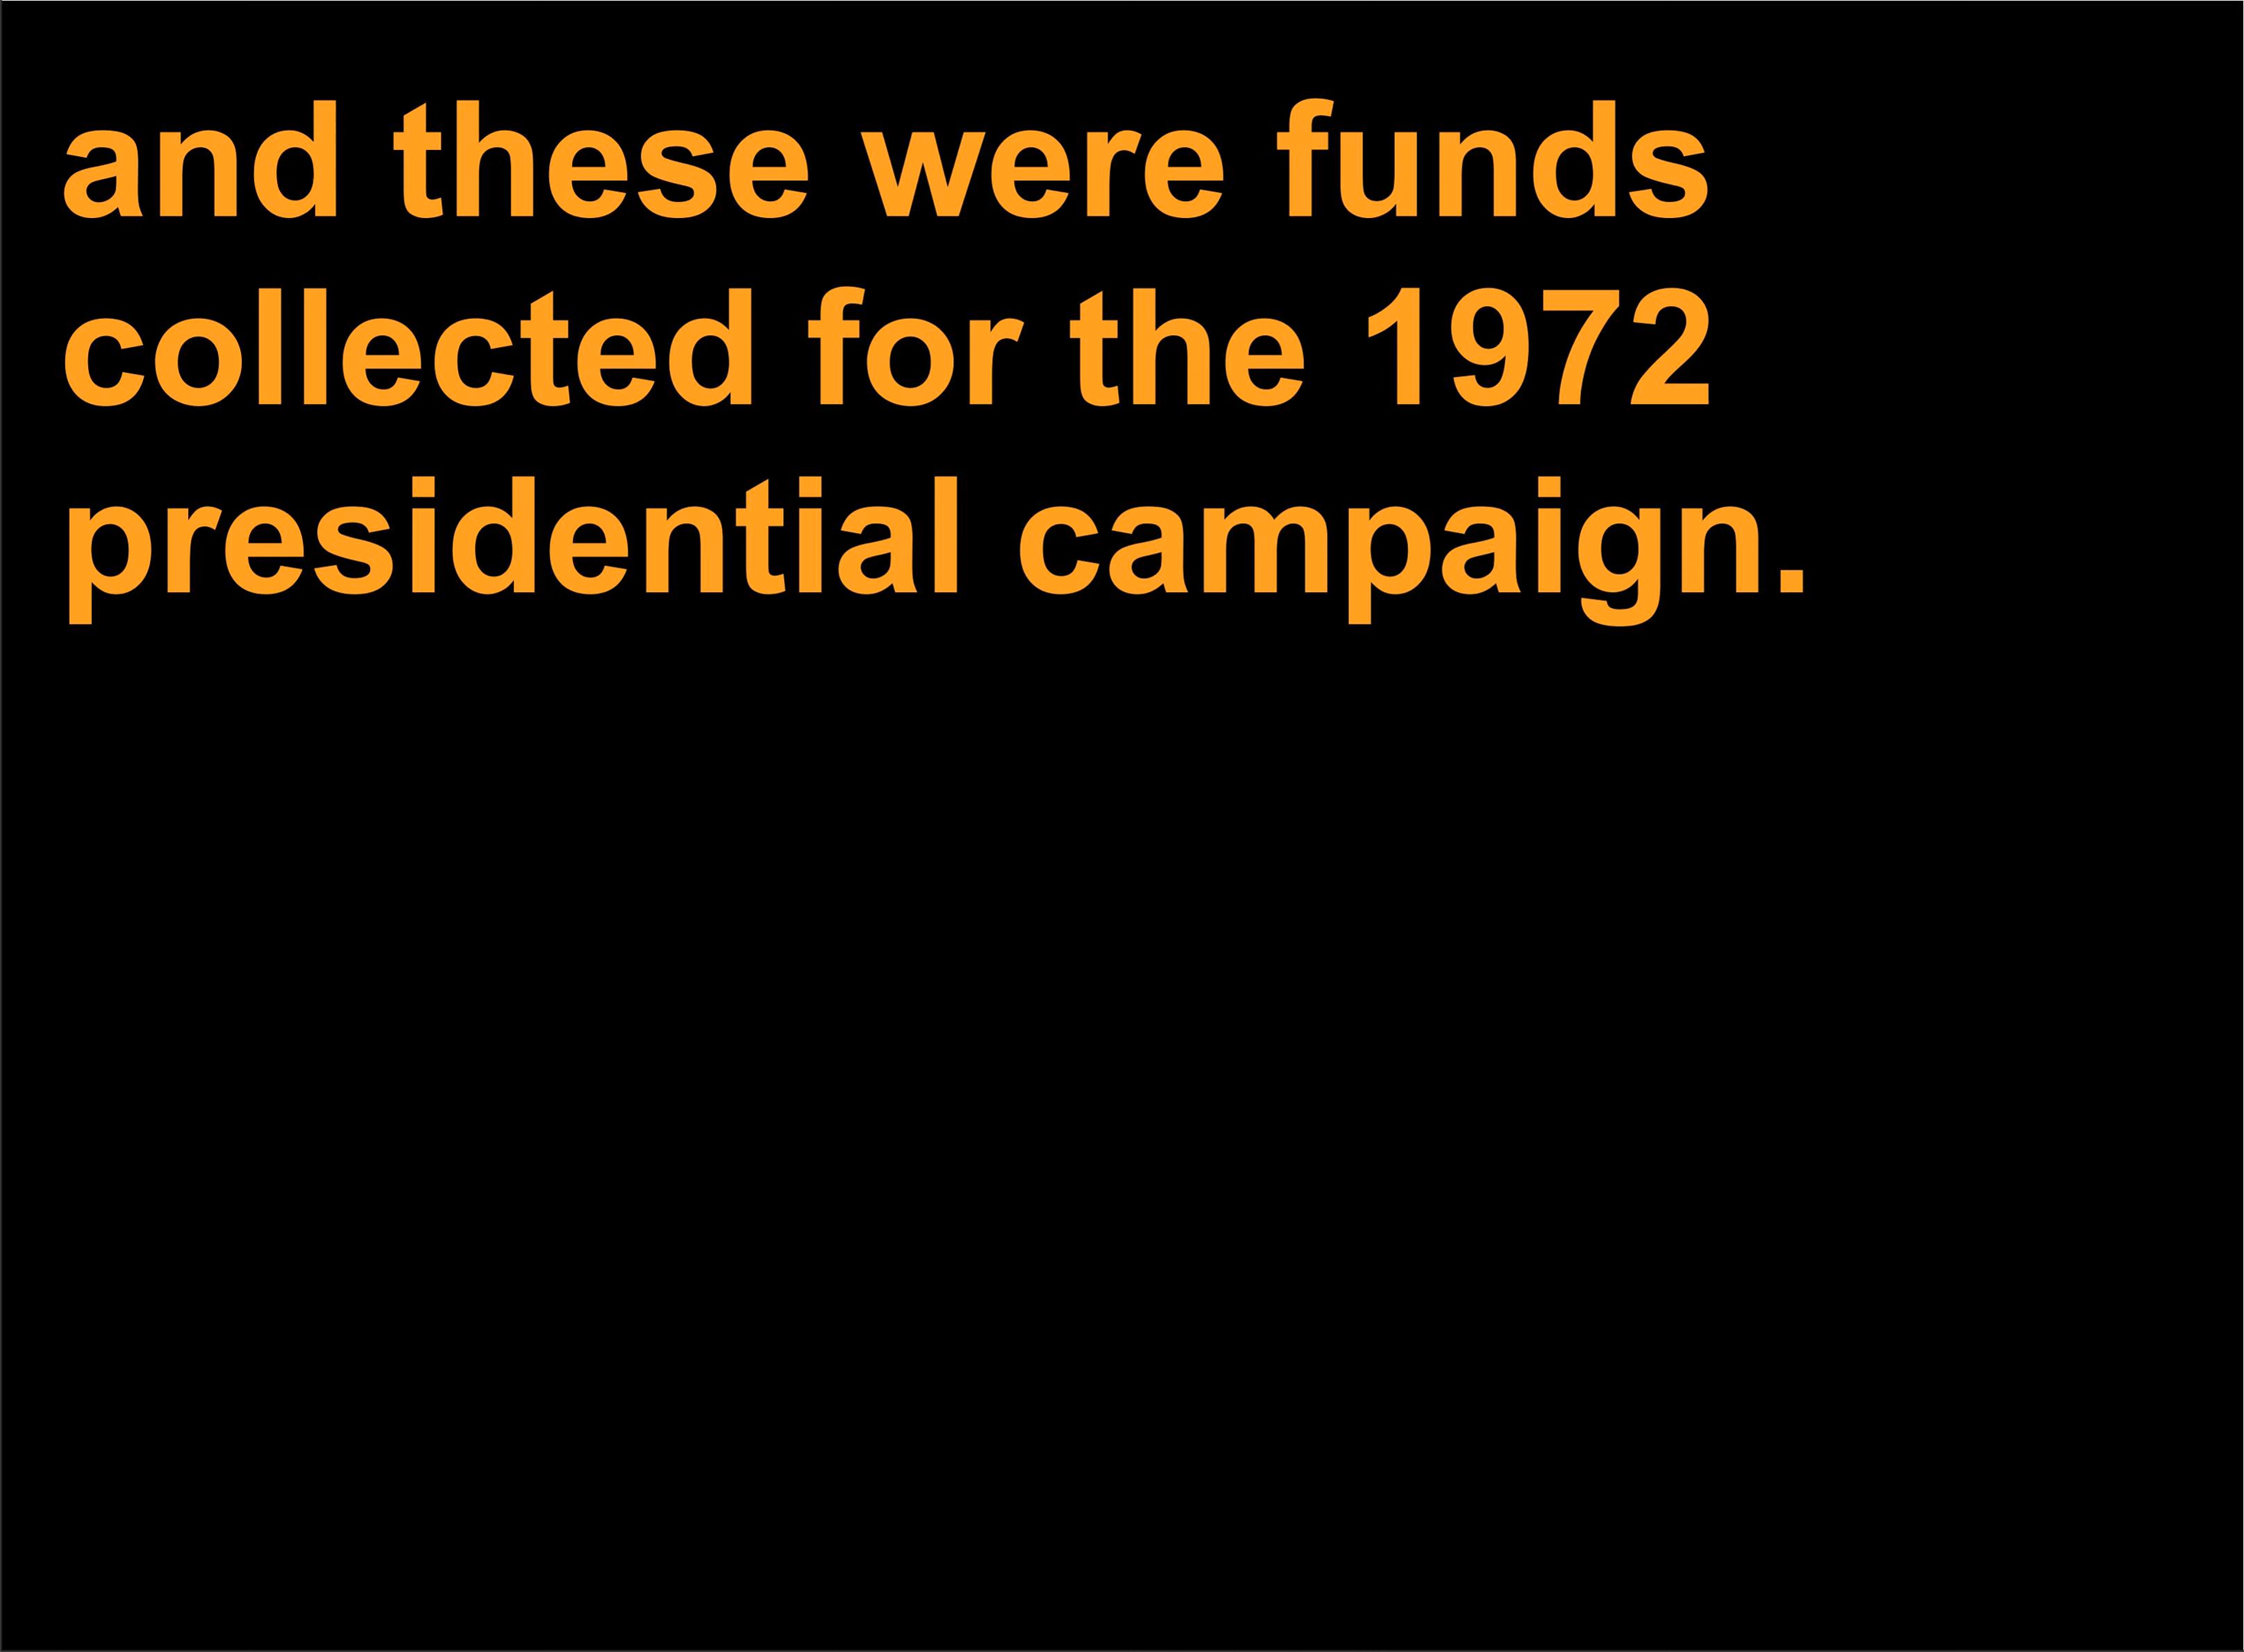 and these were funds
collected for the 1972
presidential campaign.